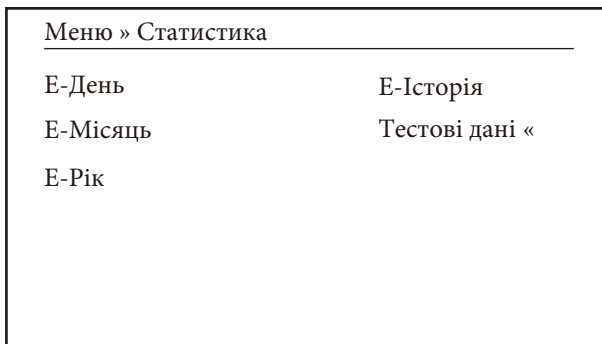 Меню » Статистика
Е-День
Е-Місяць
Е-Рік
Е-Історія
Тестові дані «